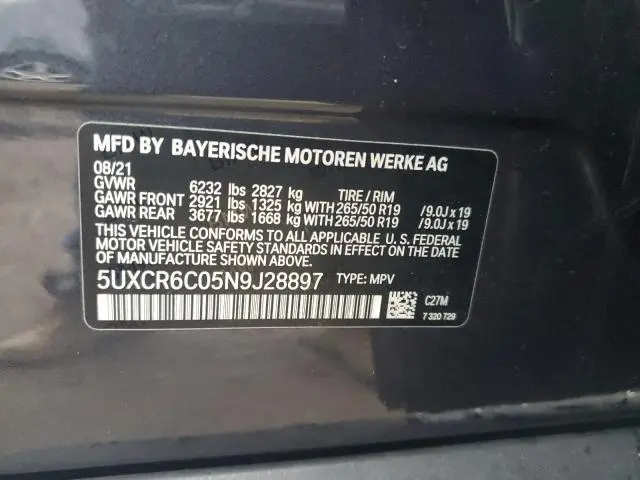 MFD BY BAYERISCHE MOTOREN WERKE AG
08/21
GVWR 6232 lbs 2827 kg TIRE / RIM
GAWR FRONT 2921 lbs 1325 kg WITH 265/50 R19 /9.0J x 19
GAWR REAR 3677 lbs 1668 kg WITH 265/50 R19 /9.0J x 19
THIS VEHICLE CONFORMS TO ALL APPLICABLE U. S. FEDERAL
MOTOR VEHICLE SAFETY STANDARDS IN EFFECT ON THE DATE
OF MANUFACTURE SHOWN ABOVE.
5UXCR6C05N9J28897 TYPE: MPV
C27M
7 320 729